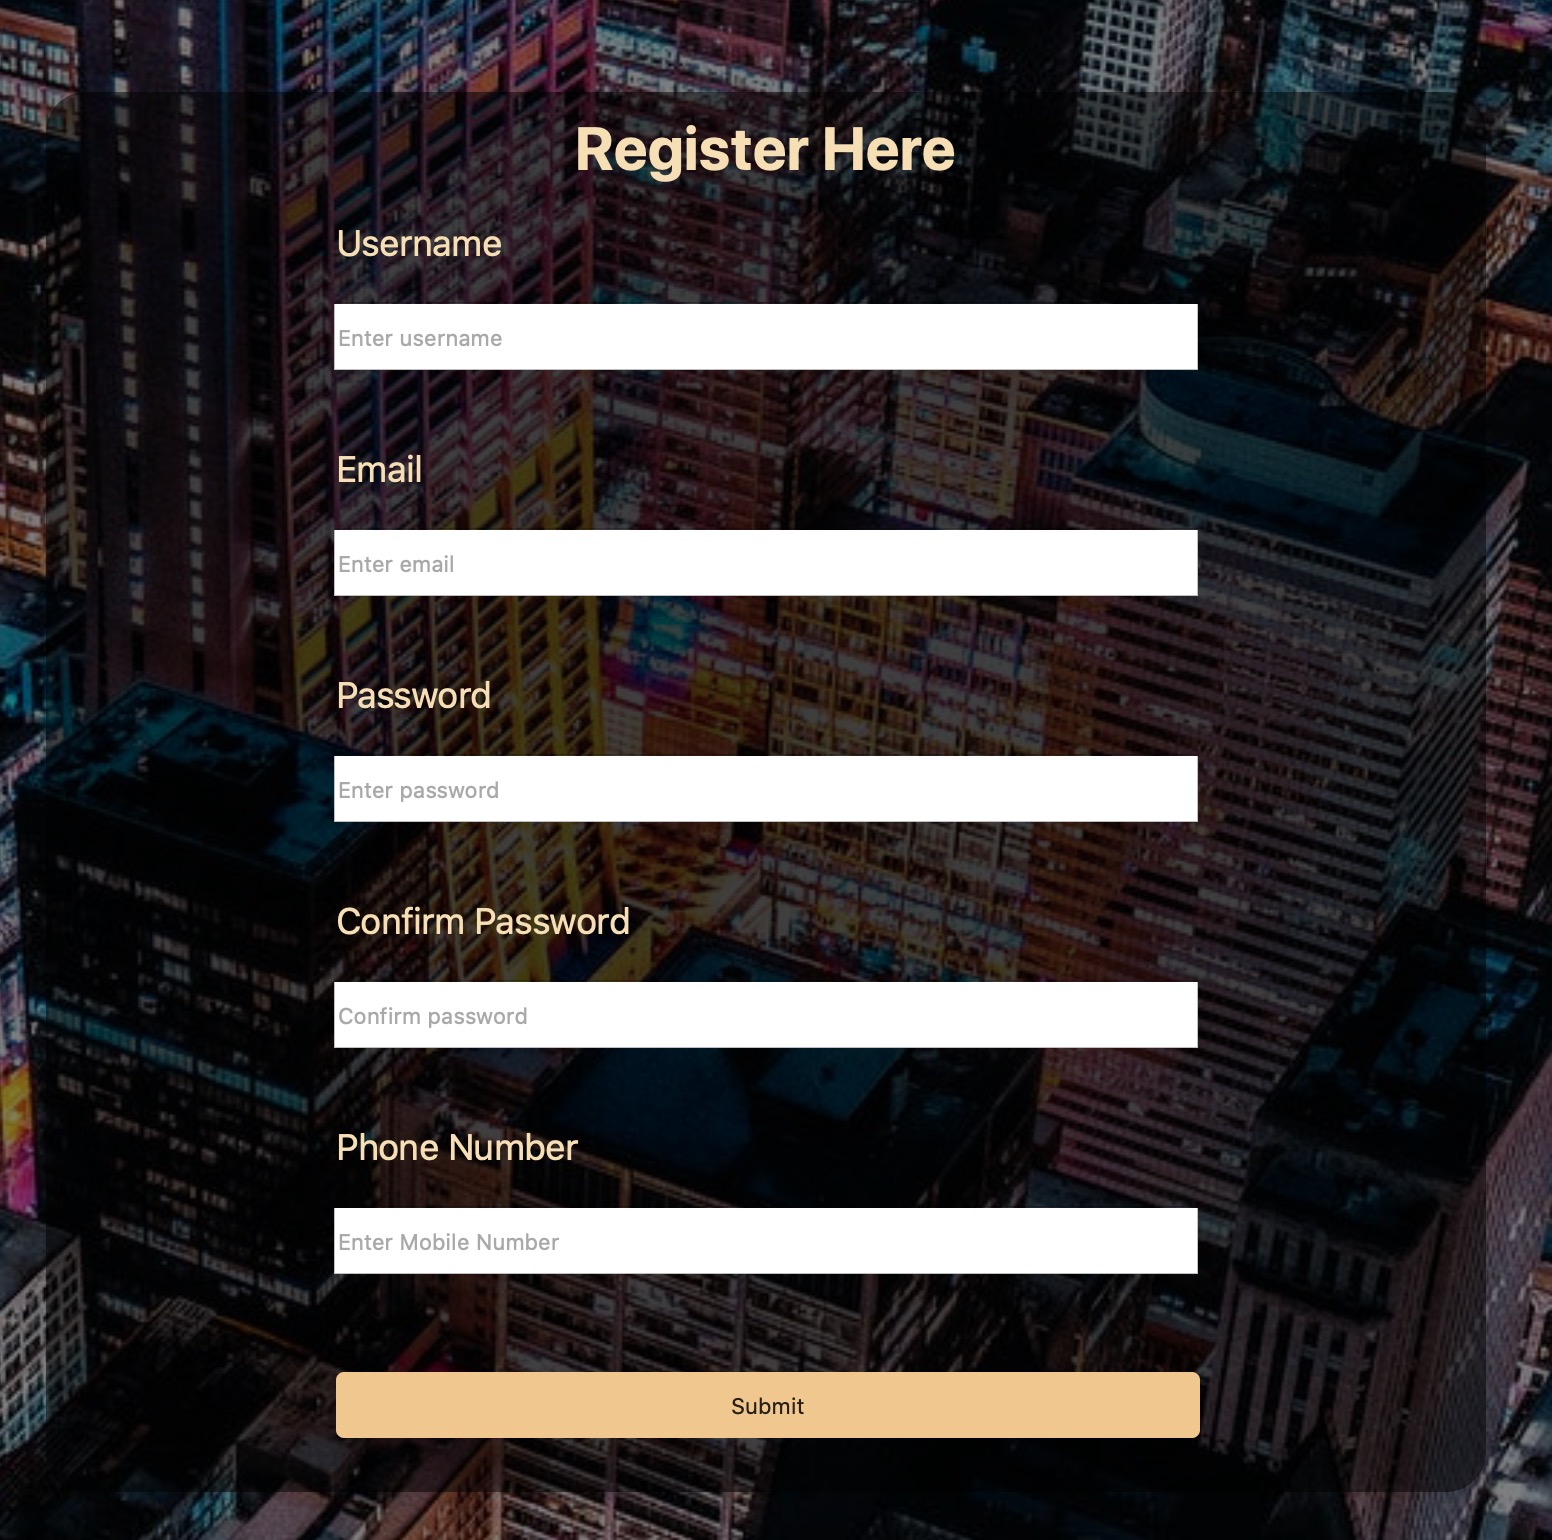 Register Here
Username
Enter username
Email
Enter email
Password
Enter password
Confirm Password
Confirm password
Phone Number
Enter Mobile Number
Submit